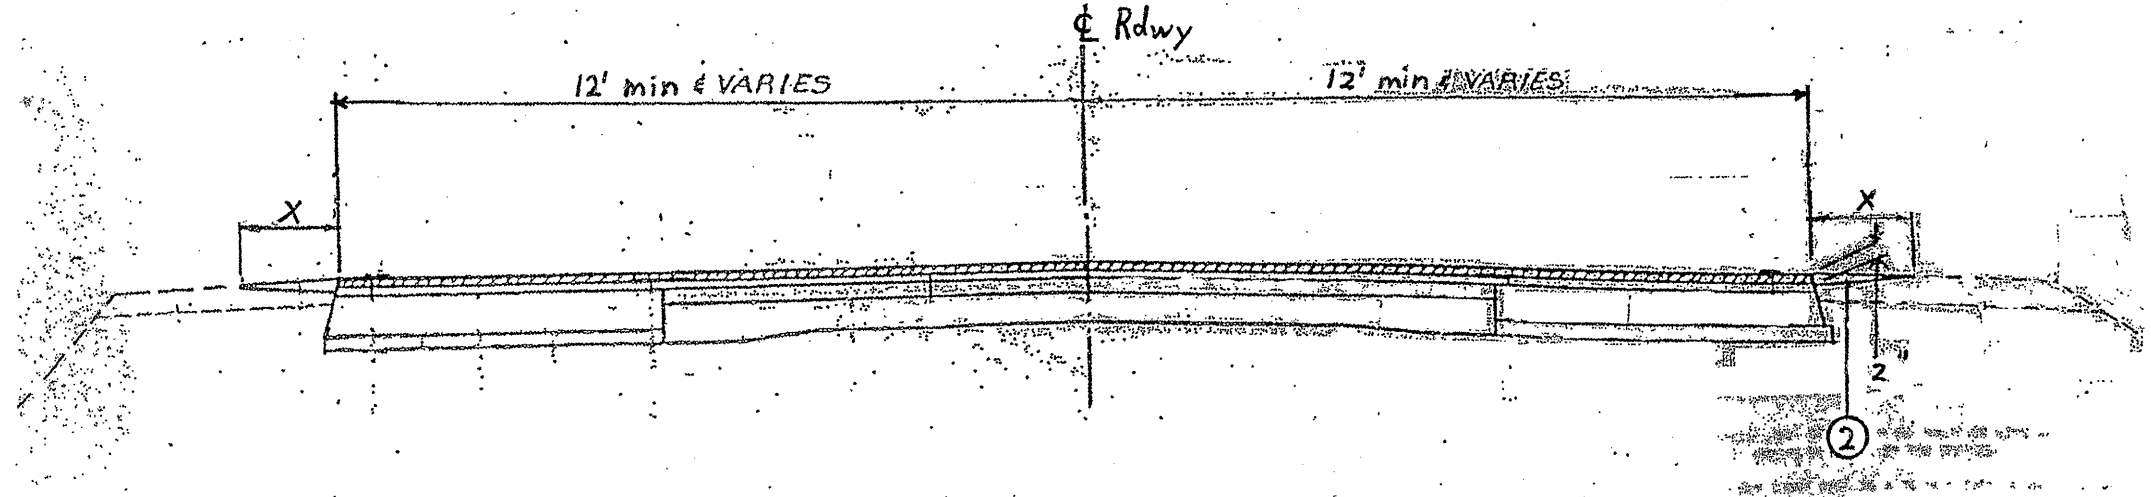 ℄ Rdwy
12' min & VARIES
12' min & VARIES
X
X
2'
2